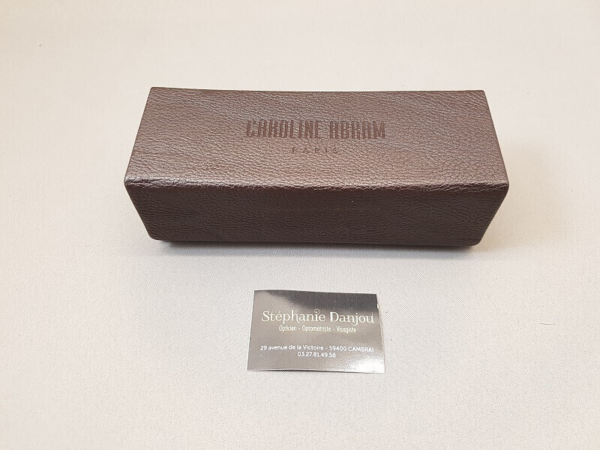 CAROLINE ABRAM
PARIS
Stéphanie Danjou
Opticien - Optométriste - Visagiste
29 avenue de la Victoire - 59400 CAMBRAI
03.27.81.49.56